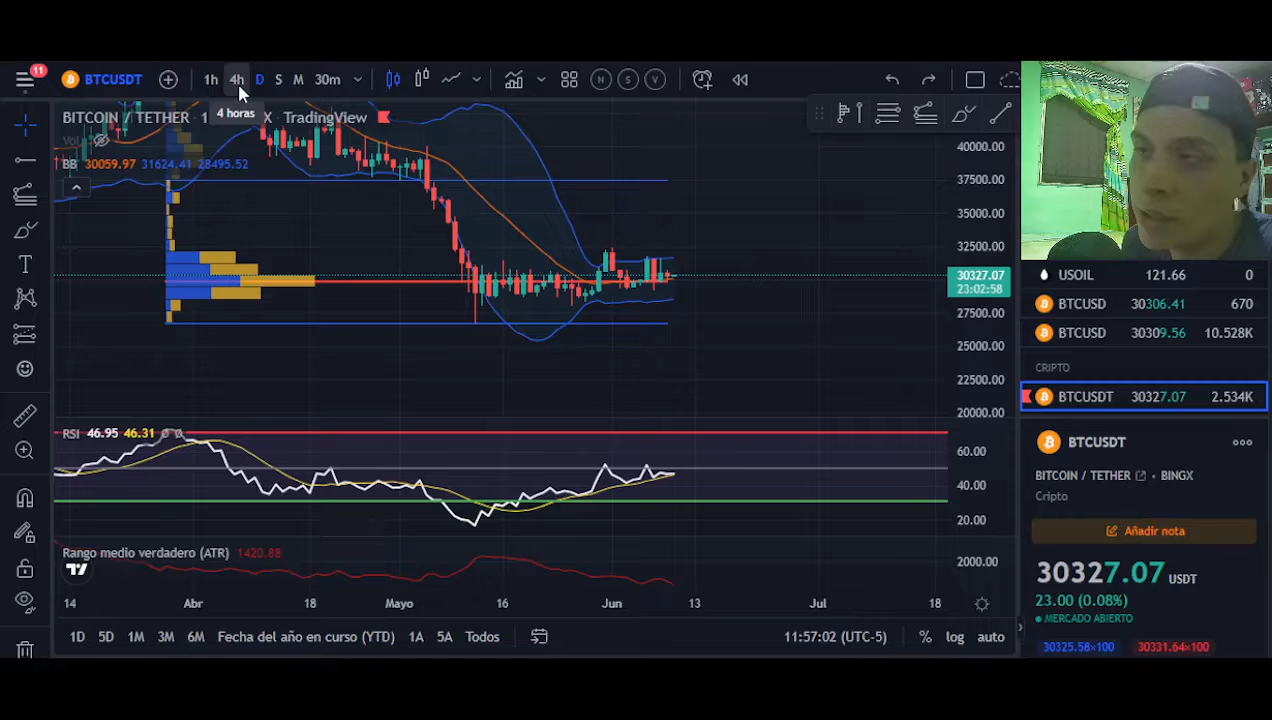 11
BTCUSDT
1h 4h D S M 30m
N S V
4 horas
BITCOIN / TETHER · 1 X TradingView
BB 30059.97 31624.41 28495.52
40000.00
37500.00
35000.00
32500.00
30327.07
23:02:58
27500.00
25000.00
22500.00
20000.00
RSI 46.95 46.31 ∅ ∅
60.00
40.00
20.00
Rango medio verdadero (ATR) 1420.88
2000.00
14 Abr 18 Mayo 16 Jun 13 Jul 18
1D 5D 1M 3M 6M Fecha del año en curso (YTD) 1A 5A Todos
11:57:02 (UTC-5) % log auto
USOIL 121.66 0
BTCUSD 30306.41 670
BTCUSD 30309.56 10.528K
CRIPTO
BTCUSDT 30327.07 2.534K
BTCUSDT
BITCOIN / TETHER · BINGX
Cripto
Añadir nota
30327.07 USDT
23.00 (0.08%)
MERCADO ABIERTO
30325.58×100 30331.64×100